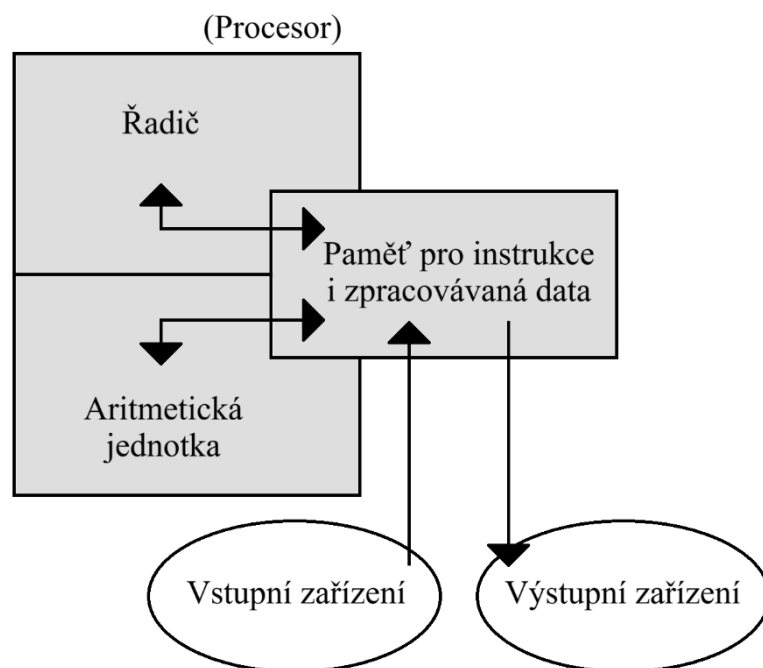 (Procesor)
Řadič
Paměť pro instrukce
i zpracovávaná data
Aritmetická
jednotka
Vstupní zařízení
Výstupní zařízení